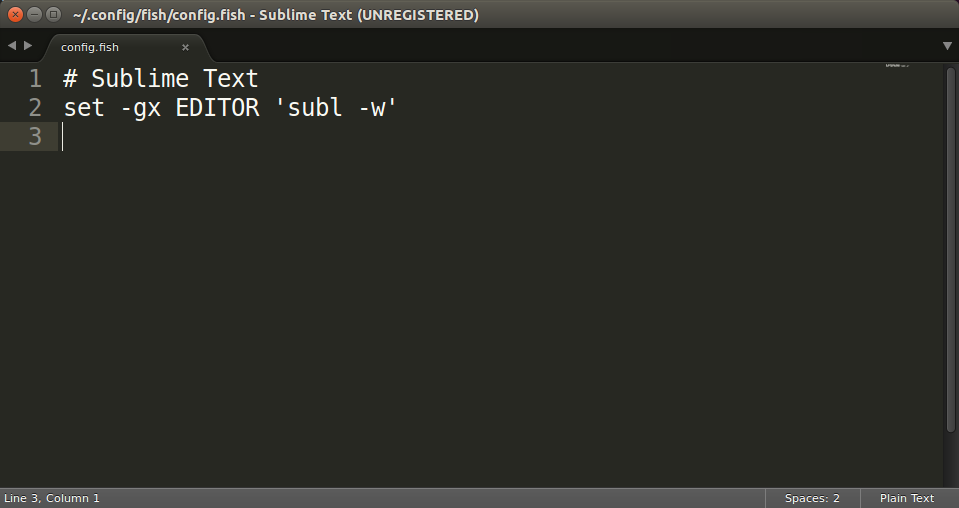 ~/.config/fish/config.fish - Sublime Text (UNREGISTERED)
config.fish
1 # Sublime Text
2 set -gx EDITOR 'subl -w'
3
Line 3, Column 1
Spaces: 2
Plain Text